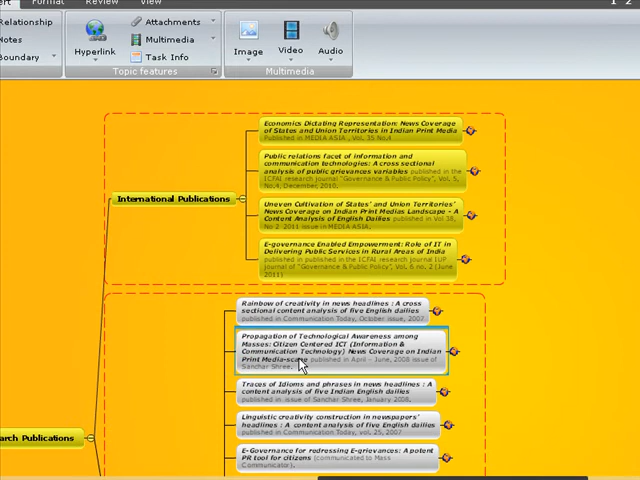 Format
Review
View
1 2
Relationship
Notes
Boundary
Hyperlink
Attachments
Multimedia
Task Info
Topic features
Image
Video
Audio
Multimedia
Economics Dictating Representation: News Coverage
of States and Union Territories in Indian Print Media
Published in MEDIA ASIA , Vol. 35 No.4
Public relations facet of information and
communication technologies: A cross sectional
analysis of public grievances variables published in the
ICFAI research journal "Governance & Public Policy", Vol, 5,
No.4, December, 2010.
International Publications
Uneven Cultivation of States' and Union Territories'
News Coverage on Indian Print Medias Landscape - A
Content Analysis of English Dailies published in Vol 38,
No 2 2011 issue in MEDIA ASIA.
E-governance Enabled Empowerment: Role of IT in
Delivering Public Services in Rural Areas of India
published in published in the ICFAI research journal IUP
journal of "Governance & Public Policy", Vol. 6 no. 2 (June
2011)
Rainbow of creativity in news headlines : A cross
sectional content analysis of five English dailies
published in Communication Today, October issue, 2007
Propagation of Technological Awareness among
Masses: Citizen Centered ICT (Information &
Communication Technology) News Coverage on Indian
Print Media-scape published in April - June, 2008 issue of
Sanchar Shree.
Traces of Idioms and phrases in news headlines : A
content analysis of five Indian English dailies
published in issue of Sanchar Shree, January 2008.
Linguistic creativity construction in newspapers'
headlines : A content analysis of five English dailies
published in Communication Today, vol. 25, 2007
arch Publications
E-Governance for redressing E-grievances: A potent
PR tool for citizens (communicated to Mass
Communicator).